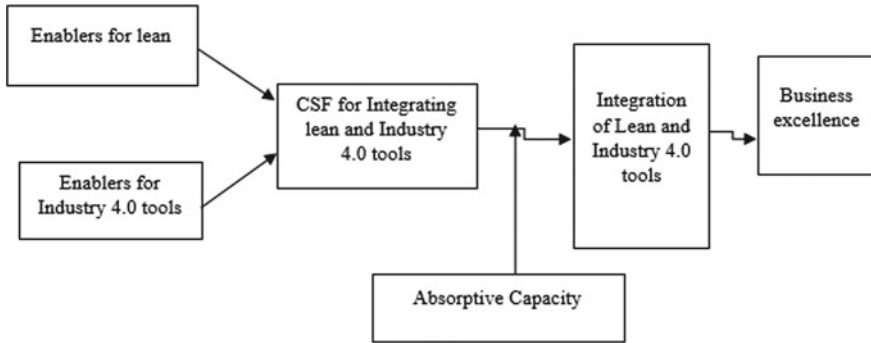 Enablers for lean
Enablers for
Industry 4.0 tools
CSF for Integrating
lean and Industry
4.0 tools
Absorptive Capacity
Integration
of Lean and
Industry 4.0
tools
Business
excellence